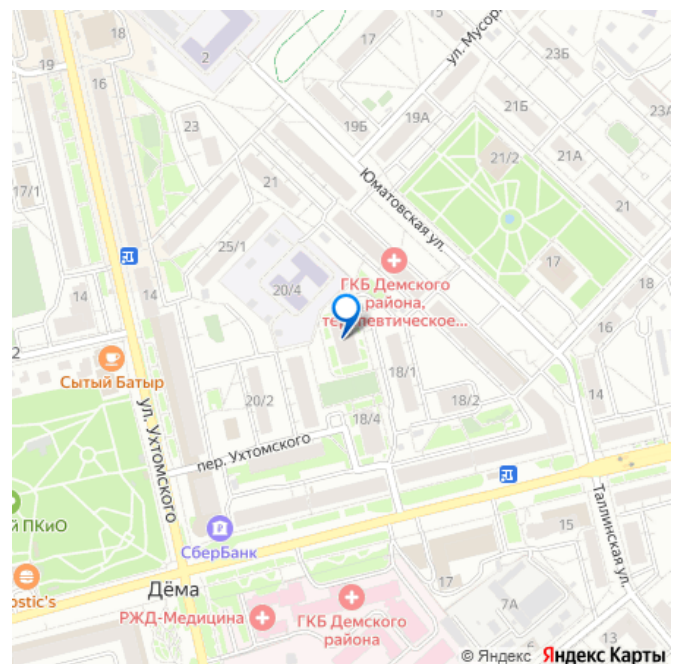 18
17
2
23Б
19
ул. Мусор
16
21Б
19А
23
19Б
21/2
21А
17/1
21
Юматовская ул.
21
25/1
17
ГКБ Демского
района,
терапевтическое...
18
14
14
20/4
16
2
18/1
14
Сытый Батыр
20/2
18/2
18/4
ул. Ухтомского
пер. Ухтомского
Таллинская ул.
й ПКиО
15
СберБанк
ostic's
Дёма
17
7А
РЖД-Медицина
ГКБ Демского
района
13
© Яндекс Яндекс Карты